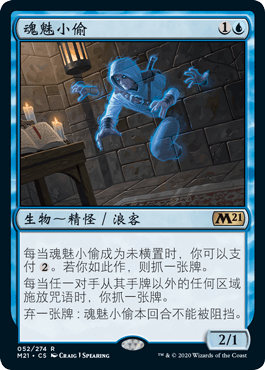 魂魅小偷 1
生物～精怪／浪客 M21
每当魂魅小偷成为未横置时，你可以支
付 2。若你如此作，则抓一张牌。
每当任一对手从其手牌以外的任何区域
施放咒语时，你抓一张牌。
弃一张牌：魂魅小偷本回合不能被阻挡。
2/1
052/274 R
M21 • CS CRAIG J SPEARING ™ & © 2020 Wizards of the Coast